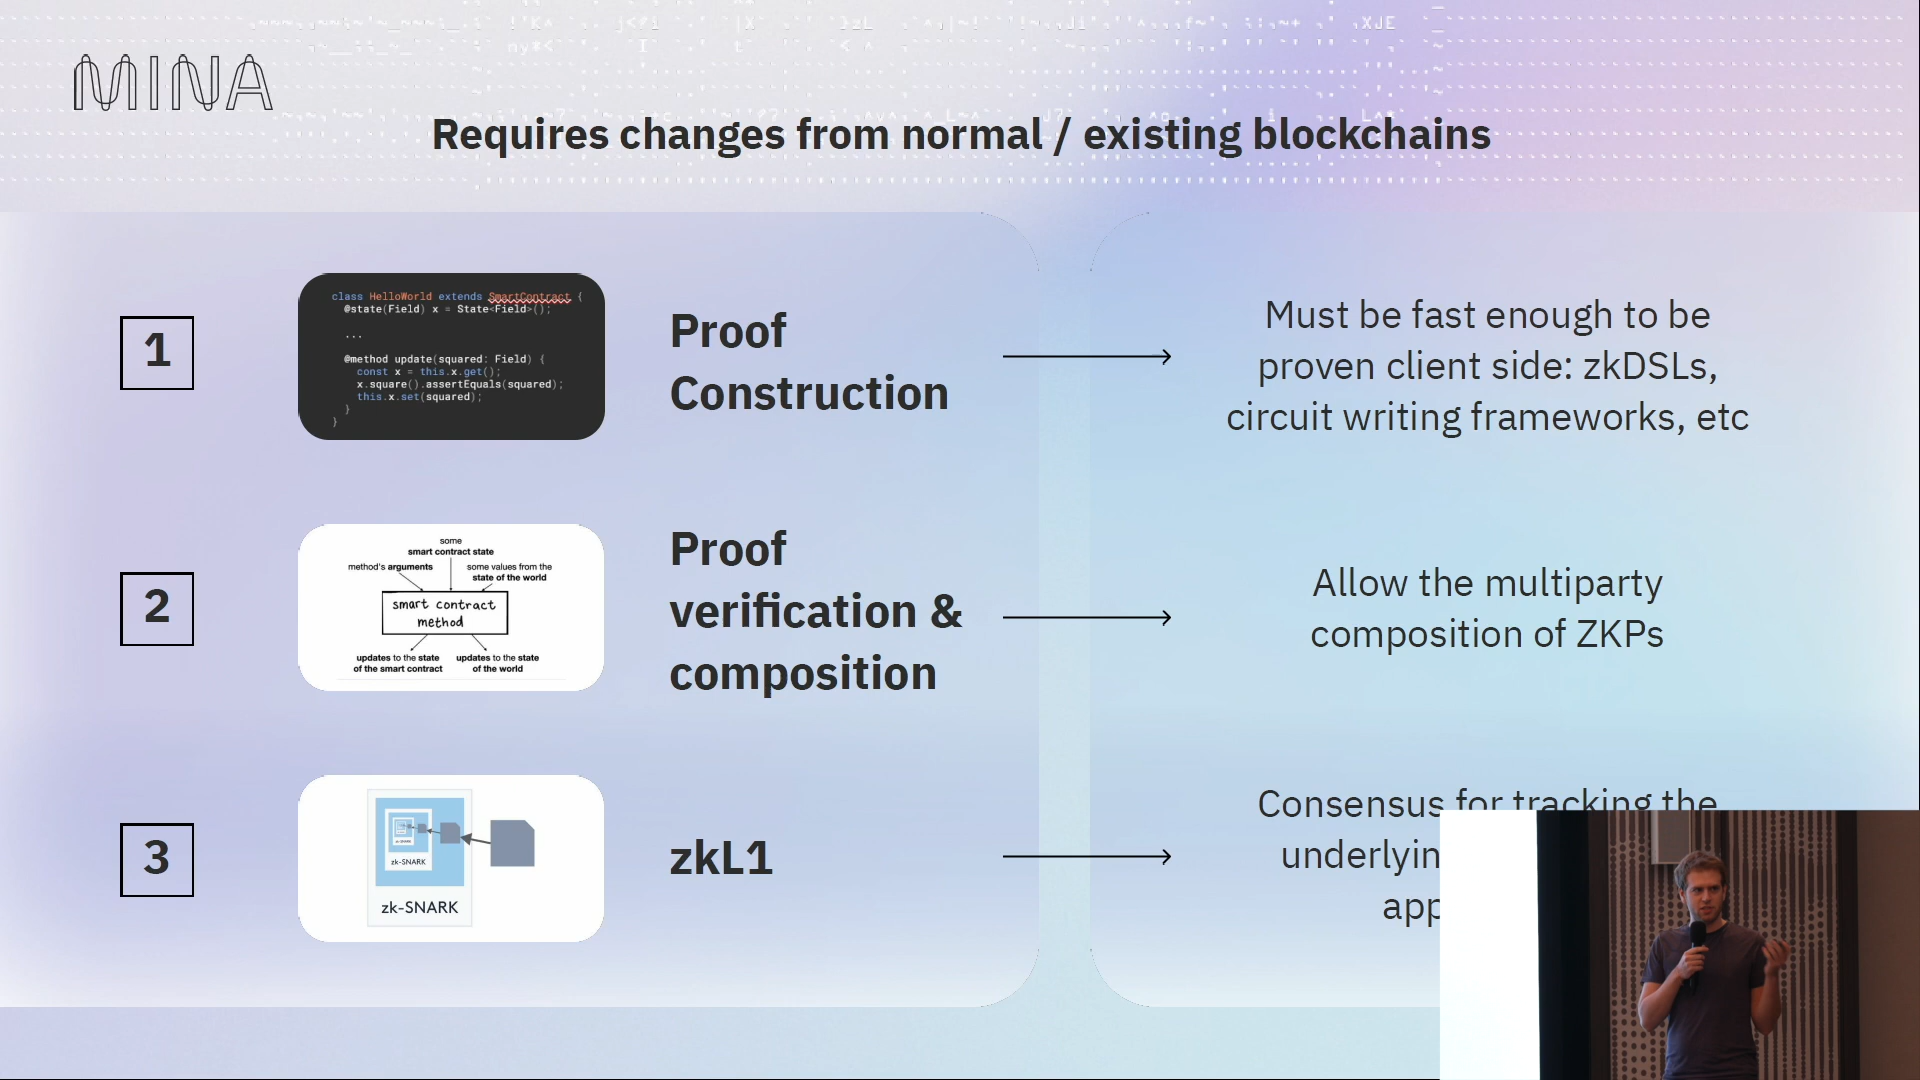 MINA
Requires changes from normal / existing blockchains
1
class HelloWorld extends SmartContract {
@state(Field) x = State<Field>();
...
@method update(squared: Field) {
const x = this.x.get();
x.square().assertEquals(squared);
this.x.set(squared);
}
}
Proof
Construction
Must be fast enough to be
proven client side: zkDSLs,
circuit writing frameworks, etc
2
some
smart contract state
method's arguments
some values from the
state of the world
smart contract
method
updates to the state
of the smart contract
updates to the state
of the world
Proof
verification &
composition
Allow the multiparty
composition of ZKPs
3
zk-SNARK
zk-SNARK
zkL1
Consensus for tracking the